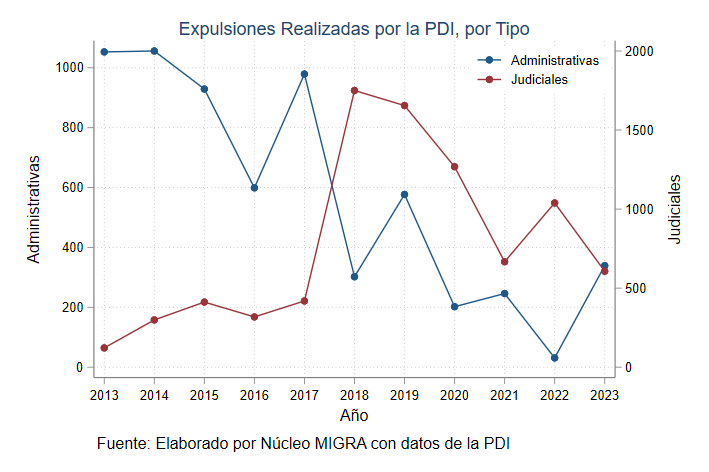 Expulsiones Realizadas por la PDI, por Tipo
Administrativas
Judiciales
Administrativas
1000
800
600
400
200
0
2000
1500
1000
500
0
Judiciales
2013 2014 2015 2016 2017 2018 2019 2020 2021 2022 2023
Año
Fuente: Elaborado por Núcleo MIGRA con datos de la PDI